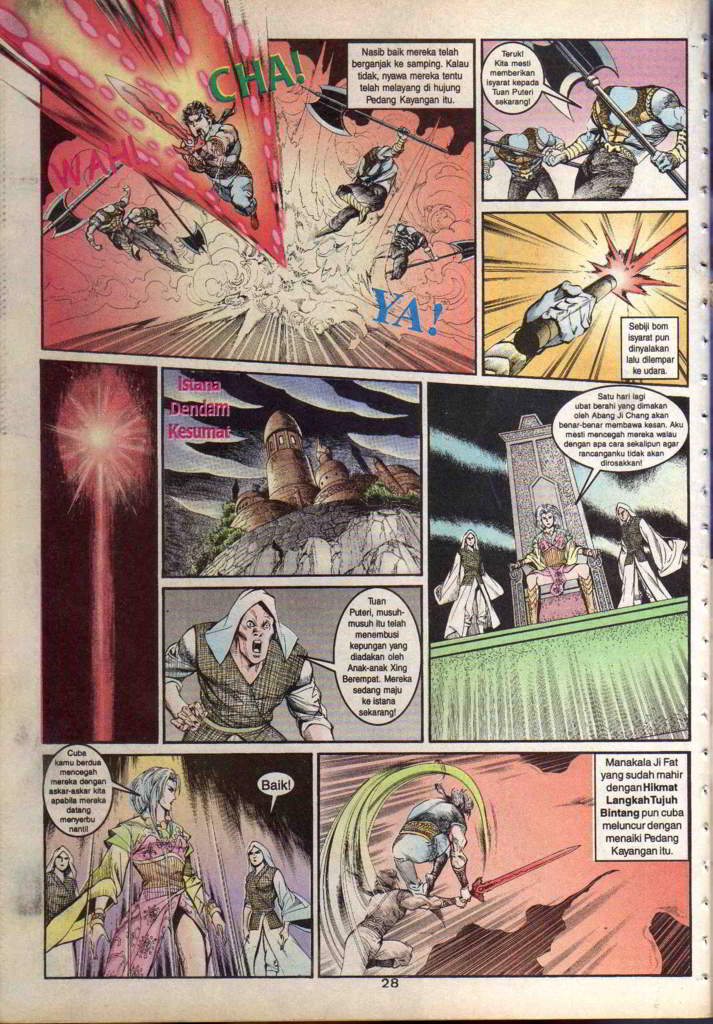 Nasib baik mereka telah
berganjak ke samping. Kalau
tidak, nyawa mereka tentu
telah melayang di hujung
Pedang Kayangan itu.
CHA!
WAH!
YA!
Teruk!
Kita mesti
memberikan
isyarat kepada
Tuan Puteri
sekarang!
Sebiji bom
isyarat pun
dinyalakan
lalu dilempar
ke udara.
Istana
Dendam
Kesumat
Satu hari lagi
ubat berahi yang dimakan
oleh Abang Ji Chang akan
benar-benar membawa kesan. Aku
mesti mencegah mereka walau
dengan apa cara sekalipun agar
rancanganku tidak akan
dirosakkan!
Tuan
Puteri, musuh-
musuh itu telah
menembusi
kepungan yang
diadakan oleh
Anak-anak Xing
Berempat. Mereka
sedang maju
ke istana
sekarang!
Cuba
kamu berdua
mencegah
mereka dengan
askar-askar kita
apabila mereka
datang
menyerbu
nanti!
Baik!
Manakala Ji Fat
yang sudah mahir
dengan Hikmat
Langkah Tujuh
Bintang pun cuba
meluncur dengan
menaiki Pedang
Kayangan itu.
28